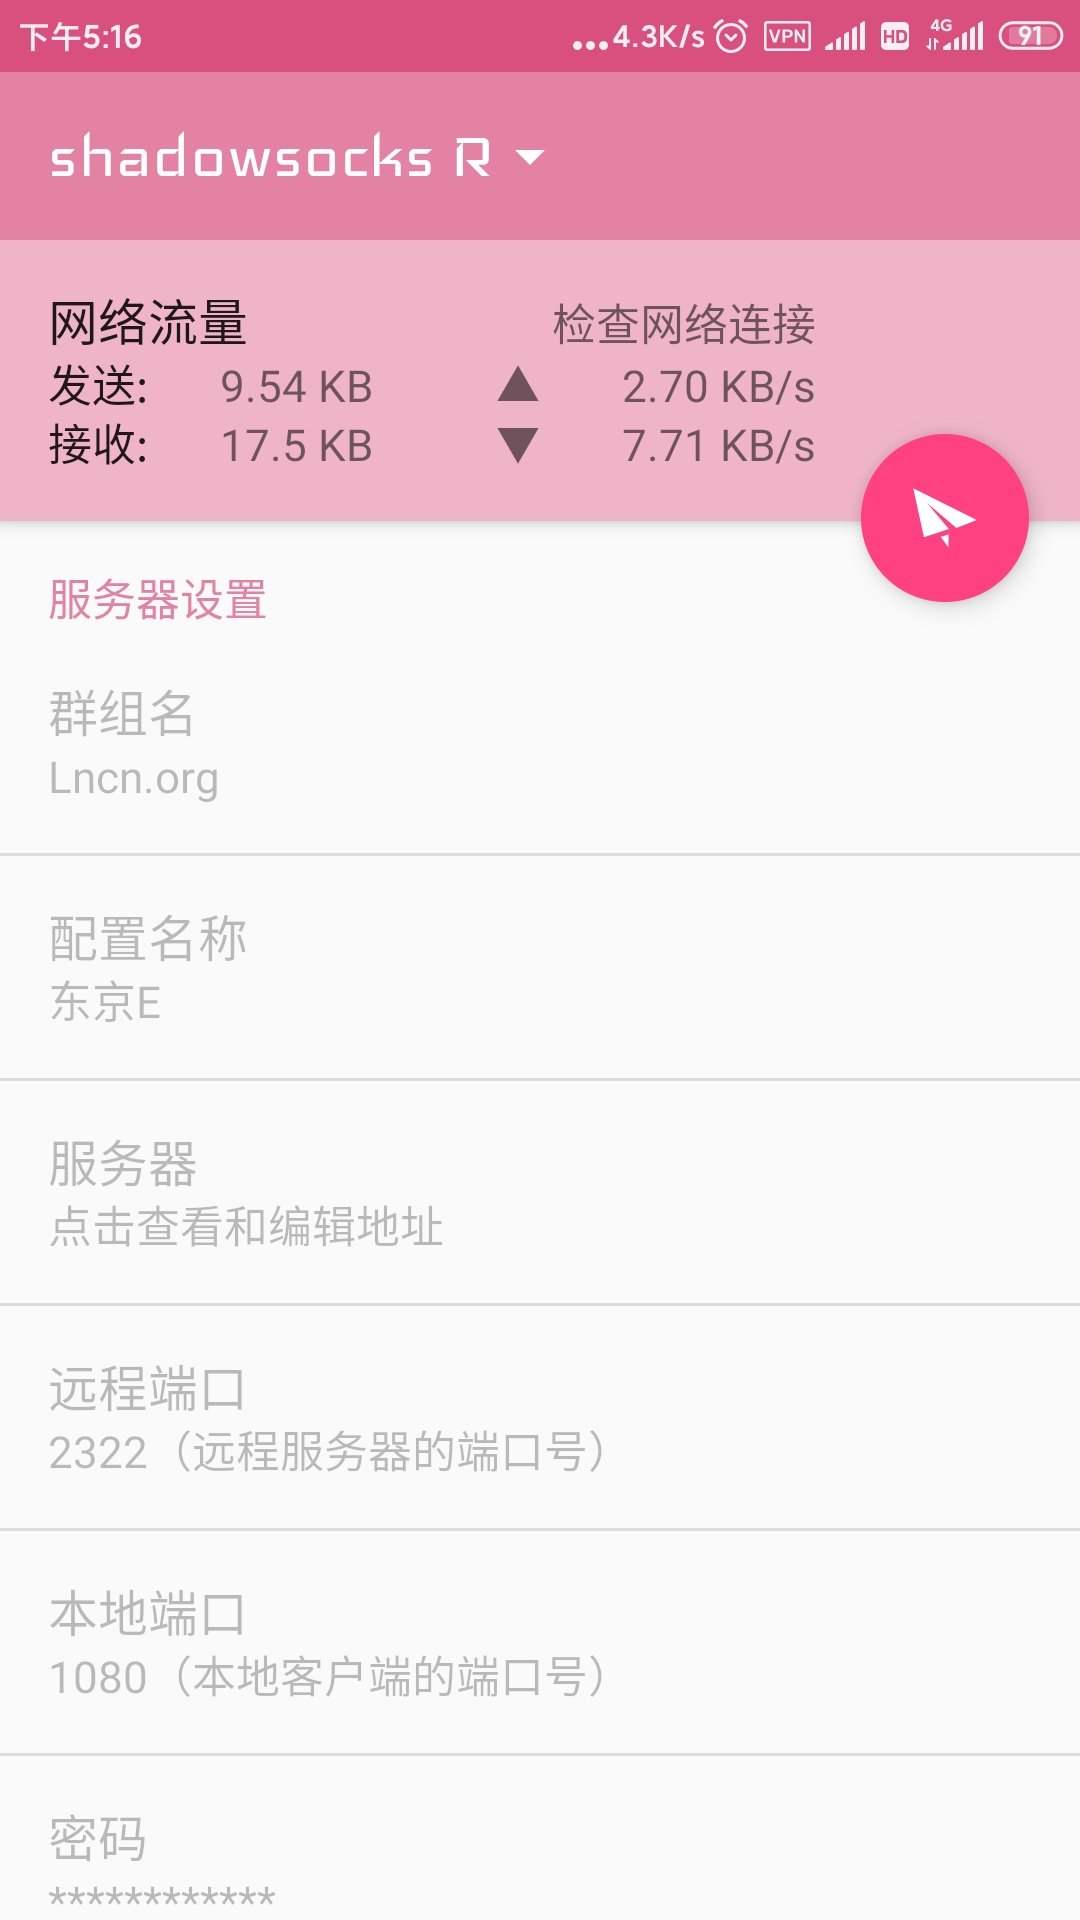 下午5:16 ...4.3K/s VPN HD 4G 91
shadowsocks R
网络流量 检查网络连接
发送: 9.54 KB ▲ 2.70 KB/s
接收: 17.5 KB ▼ 7.71 KB/s
服务器设置
群组名
Lncn.org
配置名称
东京E
服务器
点击查看和编辑地址
远程端口
2322（远程服务器的端口号）
本地端口
1080（本地客户端的端口号）
密码
************